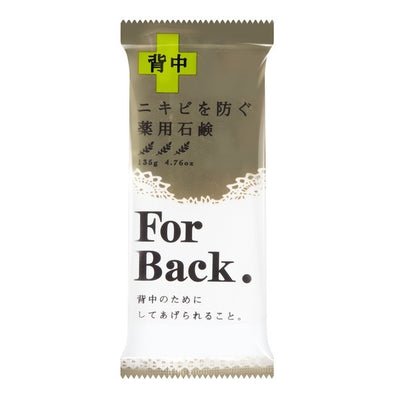 背中
ニキビを防ぐ
薬用石鹸
135g 4.76oz
For
Back.
背中のために
してあげられること。